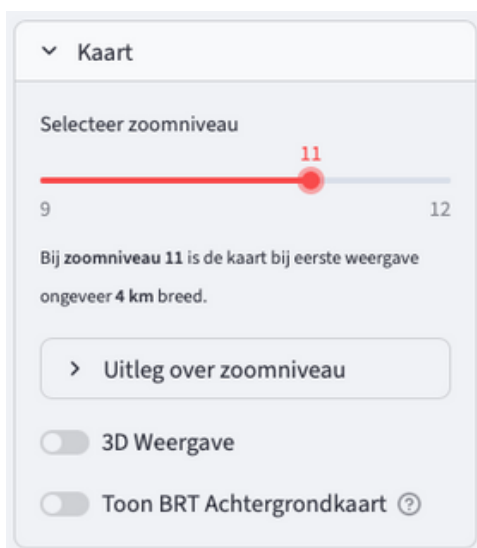 Kaart
Selecteer zoomniveau
11
9 12
Bij zoomniveau 11 is de kaart bij eerste weergave
ongeveer 4 km breed.
Uitleg over zoomniveau
3D Weergave
Toon BRT Achtergrondkaart ?